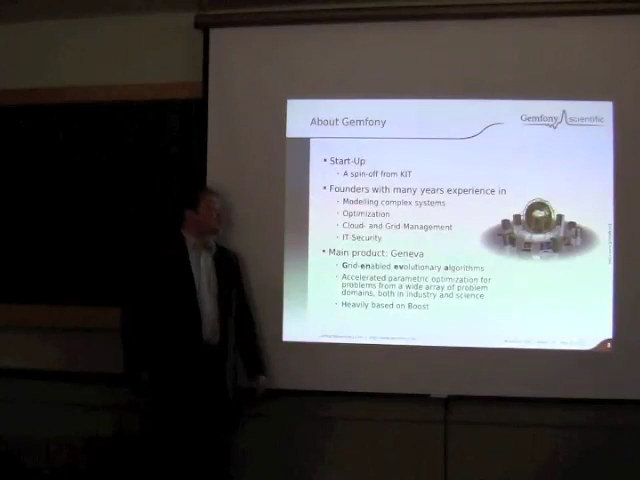 About Gemfony
Gemfony scientific
• Start-Up
• A spin-off from KIT
• Founders with many years experience in
• Modelling complex systems
• Optimization
• Cloud- and Grid-Management
• IT-Security
• Main product: Geneva
• Grid-enabled evolutionary algorithms
• Accelerated parametric optimization for
problems from a wide array of problem
domains, both in industry and science
• Heavily based on Boost